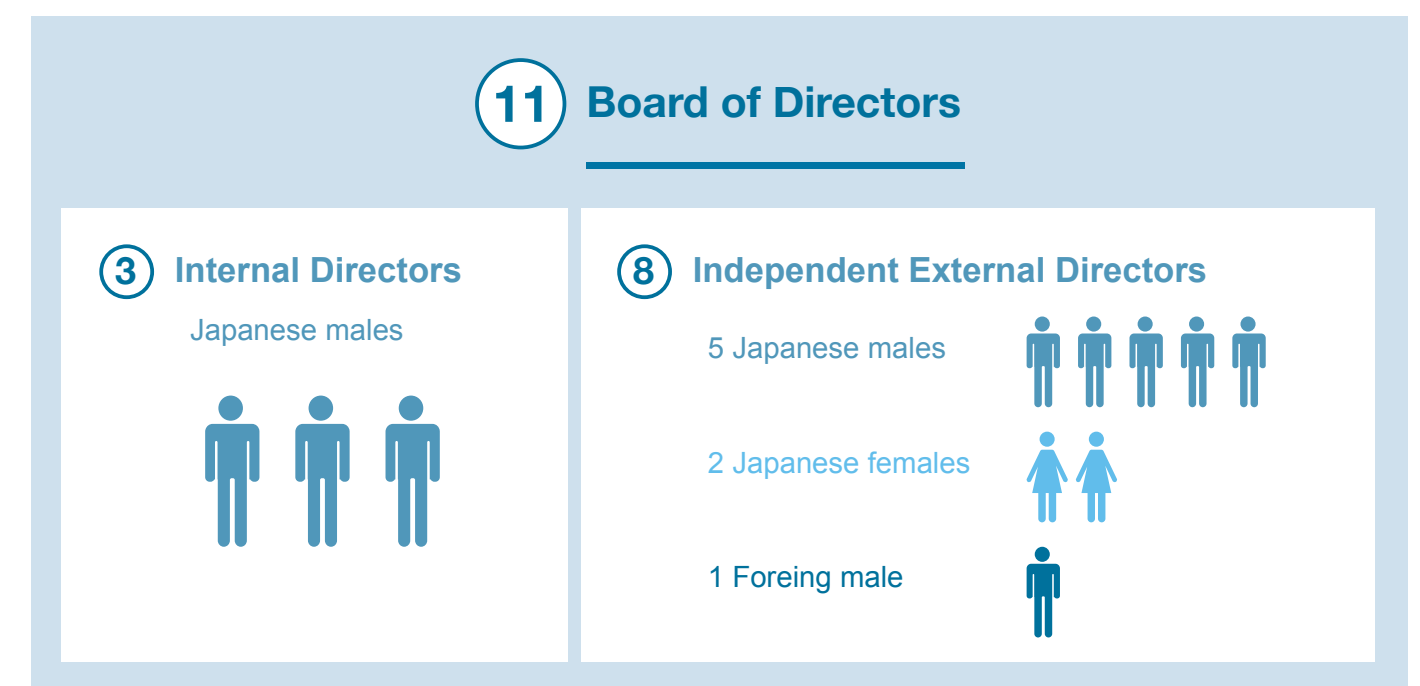 11 Board of Directors
3 Internal Directors
Japanese males
8 Independent External Directors
5 Japanese males
2 Japanese females
1 Foreing male